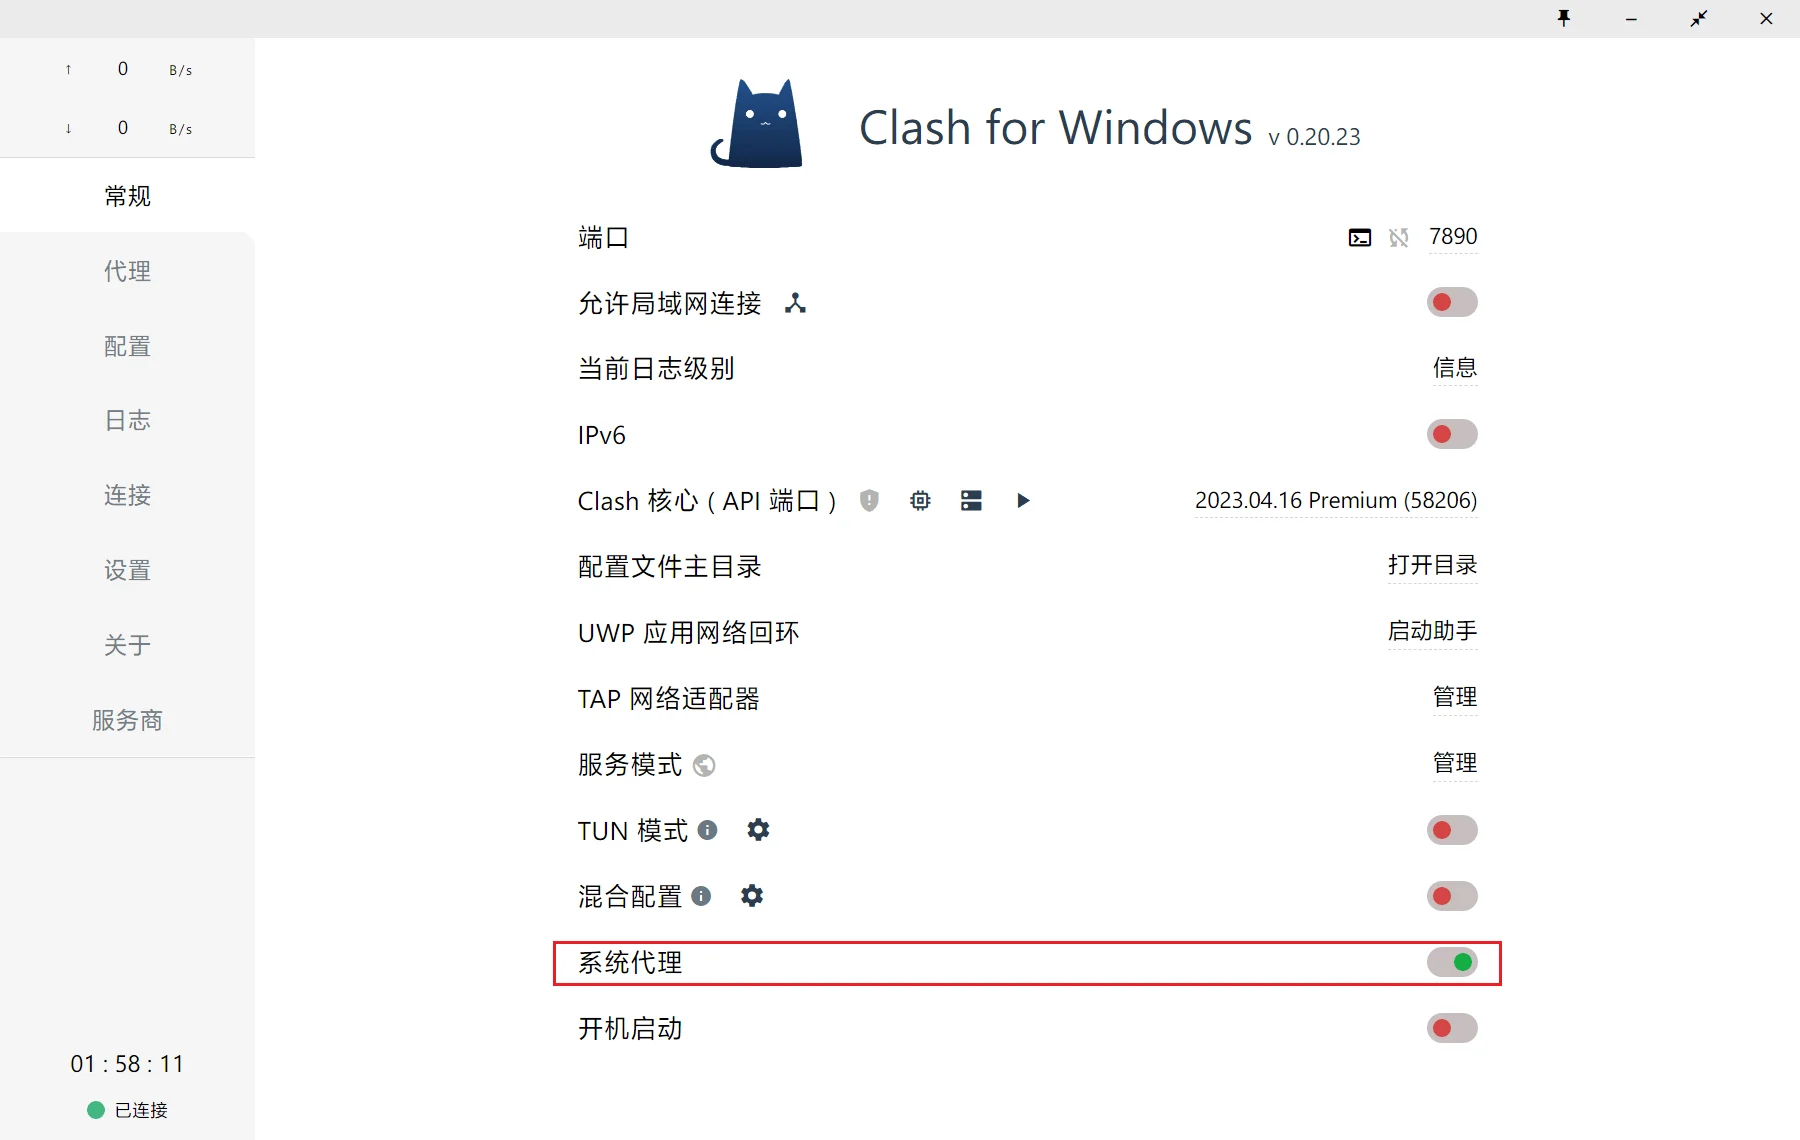 ↑ 0 B/s
↓ 0 B/s
常规
代理
配置
日志
连接
设置
关于
服务商
01 : 58 : 11
已连接
Clash for Windows v 0.20.23
端口 7890
允许局域网连接
当前日志级别 信息
IPv6
Clash 核心 ( API 端口 ) 2023.04.16 Premium (58206)
配置文件主目录 打开目录
UWP 应用网络回环 启动助手
TAP 网络适配器 管理
服务模式 管理
TUN 模式
混合配置
系统代理
开机启动